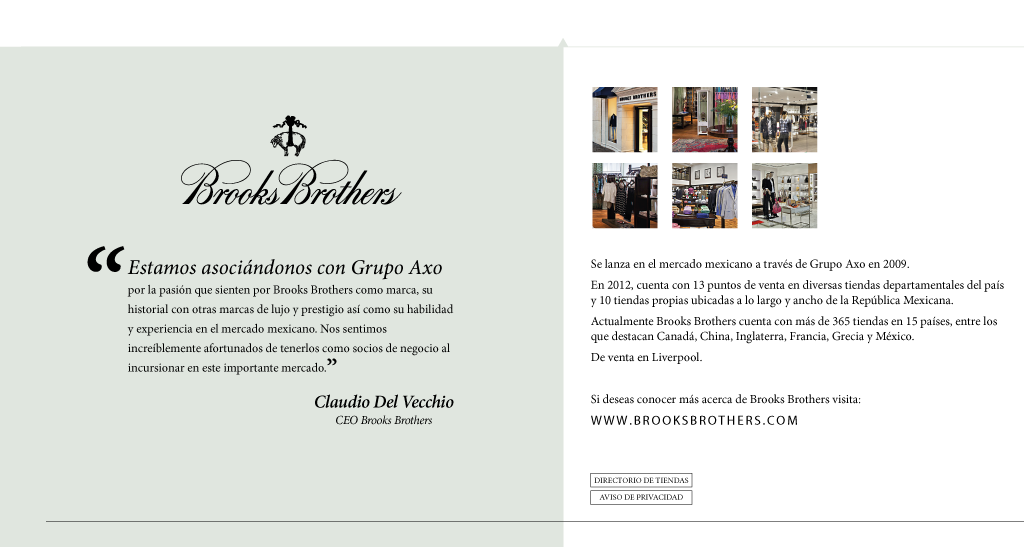 Brooks Brothers
“Estamos asociándonos con Grupo Axo
por la pasión que sienten por Brooks Brothers como marca, su
historial con otras marcas de lujo y prestigio así como su habilidad
y experiencia en el mercado mexicano. Nos sentimos
increíblemente afortunados de tenerlos como socios de negocio al
incursionar en este importante mercado.”
Claudio Del Vecchio
CEO Brooks Brothers
BROOKS BROTHERS
Se lanza en el mercado mexicano a través de Grupo Axo en 2009.
En 2012, cuenta con 13 puntos de venta en diversas tiendas departamentales del país
y 10 tiendas propias ubicadas a lo largo y ancho de la República Mexicana.
Actualmente Brooks Brothers cuenta con más de 365 tiendas en 15 países, entre los
que destacan Canadá, China, Inglaterra, Francia, Grecia y México.
De venta en Liverpool.
Si deseas conocer más acerca de Brooks Brothers visita:
WWW.BROOKSBROTHERS.COM
DIRECTORIO DE TIENDAS
AVISO DE PRIVACIDAD